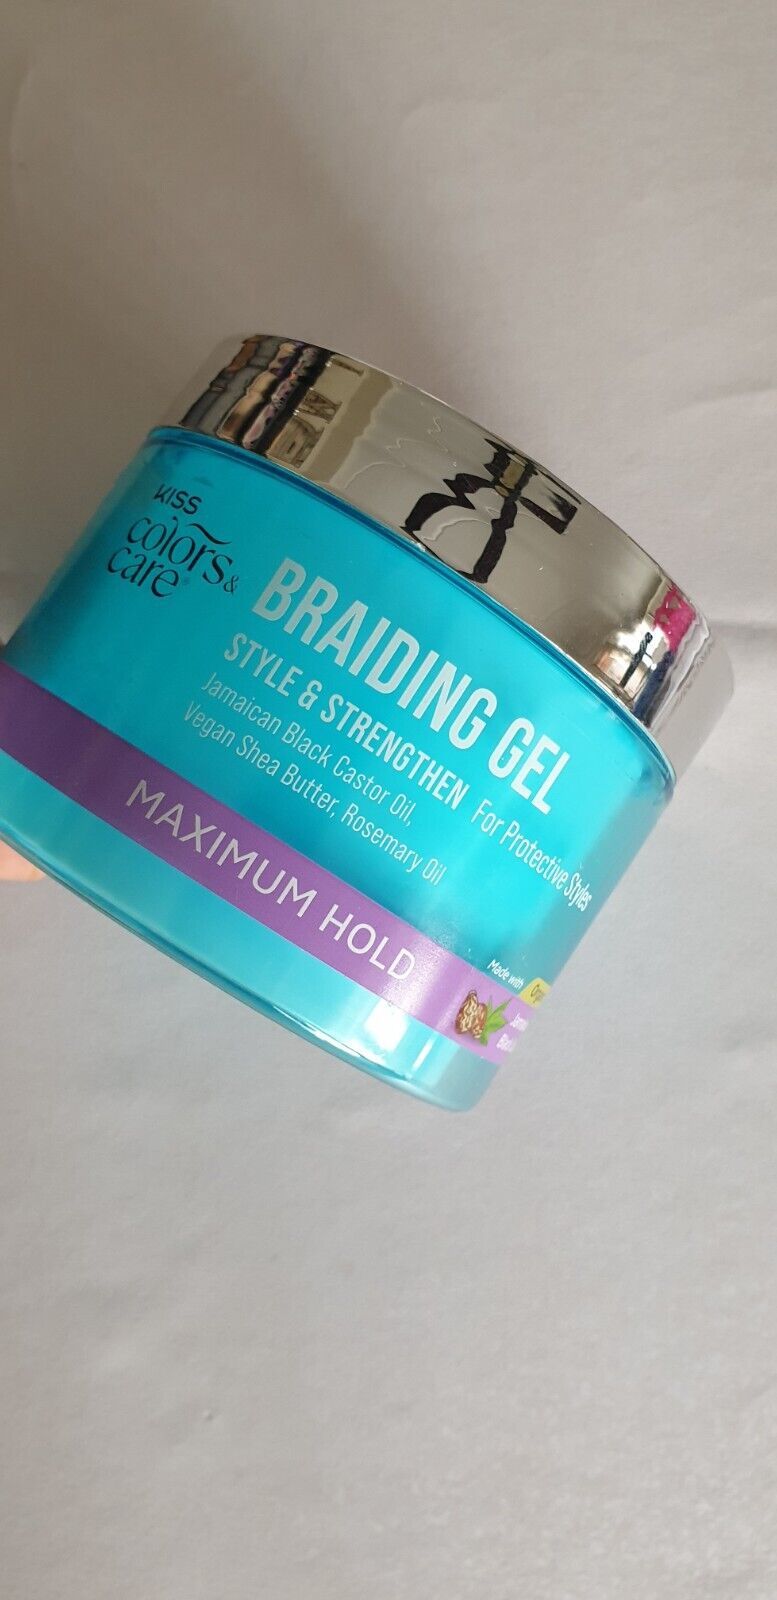 KISS
colors &
care®
BRAIDING GEL
STYLE & STRENGTHEN For Protective Styles
Jamaican Black Castor Oil,
Vegan Shea Butter, Rosemary Oil
MAXIMUM HOLD
Made with